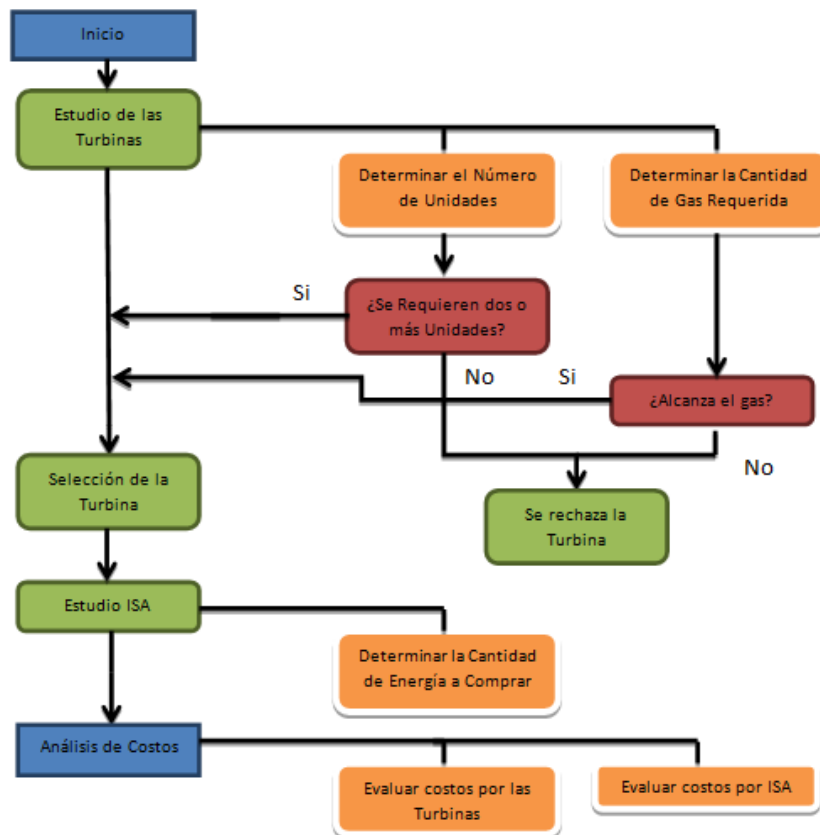 Inicio
Estudio de las
Turbinas
Determinar el Número
de Unidades
Determinar la Cantidad
de Gas Requerida
Si
¿Se Requieren dos o
más Unidades?
No
Si
¿Alcanza el gas?
No
Selección de la
Turbina
Se rechaza la
Turbina
Estudio ISA
Determinar la Cantidad
de Energía a Comprar
Análisis de Costos
Evaluar costos por las
Turbinas
Evaluar costos por ISA